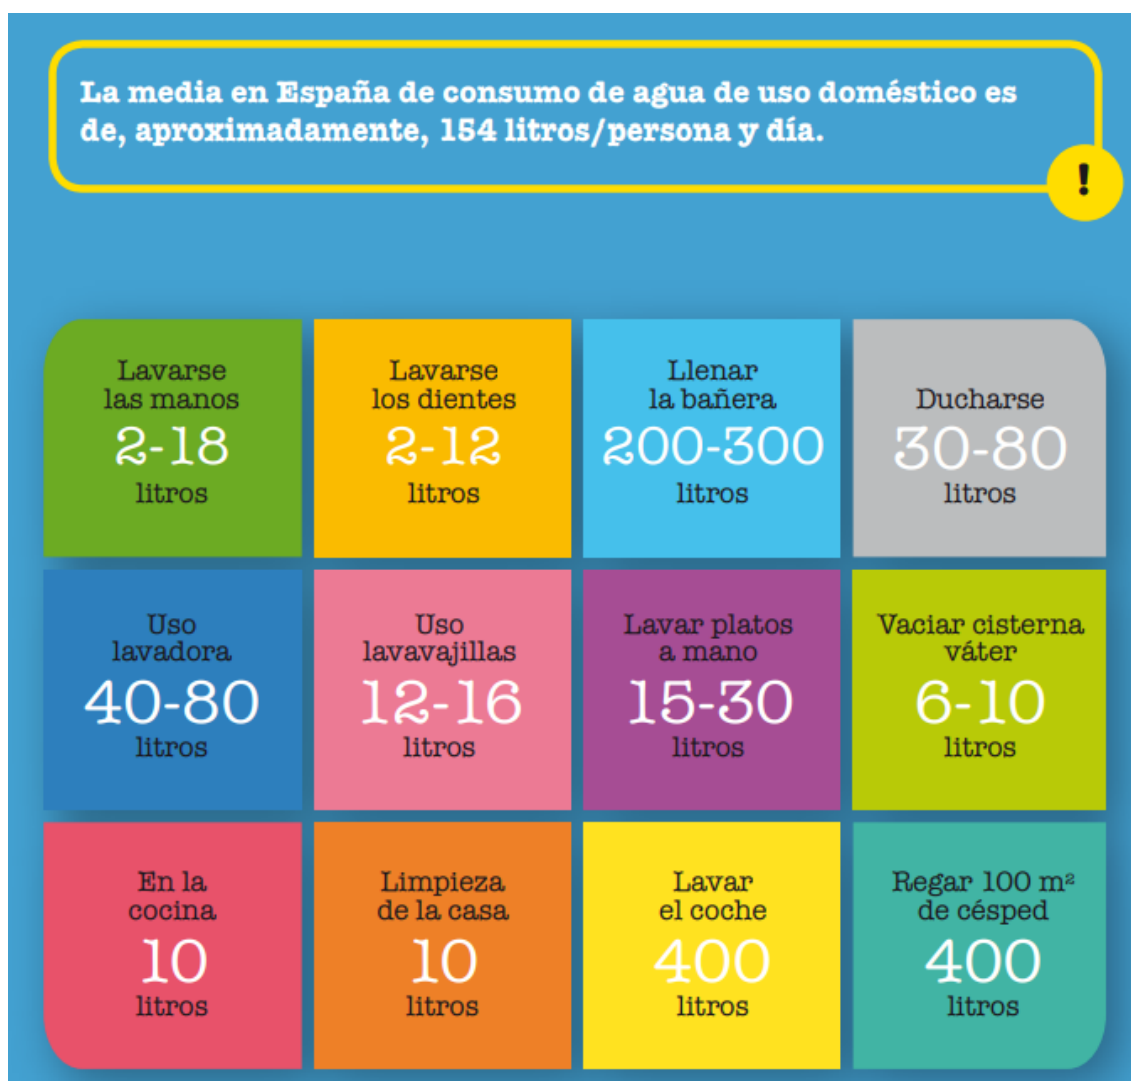 La media en España de consumo de agua de uso doméstico es
de, aproximadamente, 154 litros/persona y día.
!
Lavarse
las manos
2-18
litros
Lavarse
los dientes
2-12
litros
Llenar
la bañera
200-300
litros
Ducharse
30-80
litros
Uso
lavadora
40-80
litros
Uso
lavavajillas
12-16
litros
Lavar platos
a mano
15-30
litros
Vaciar cisterna
váter
6-10
litros
En la
cocina
10
litros
Limpieza
de la casa
10
litros
Lavar
el coche
400
litros
Regar 100 m²
de césped
400
litros